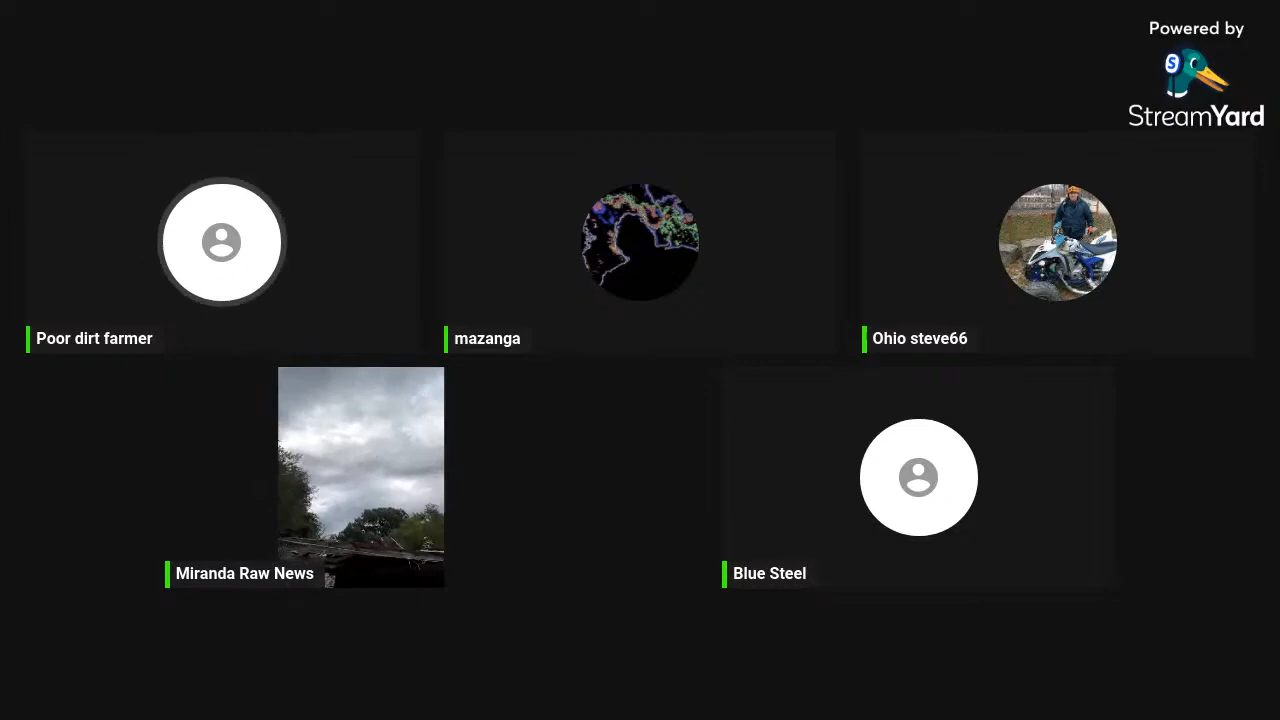 Powered by
S
StreamYard
Poor dirt farmer
mazanga
Ohio steve66
Miranda Raw News
Blue Steel